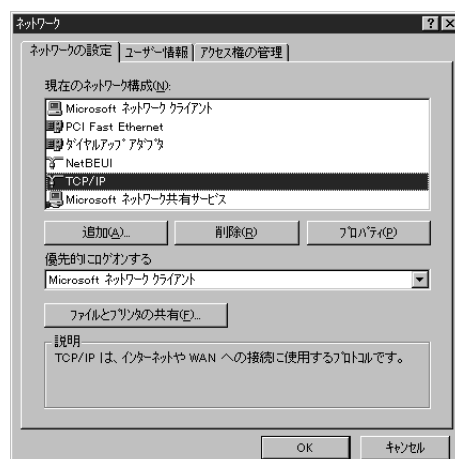 ネットワーク
ネットワークの設定 ユーザー情報 アクセス権の管理
現在のネットワーク構成(N):
Microsoft ネットワーク クライアント
PCI Fast Ethernet
ダイヤルアップ アダプタ
NetBEUI
TCP/IP
Microsoft ネットワーク共有サービス
追加(A)... 削除(R) プロパティ(P)
優先的にログオンする
Microsoft ネットワーク クライアント
ファイルとプリンタの共有(F)...
説明
TCP/IP は、インターネットや WAN への接続に使用するプロトコルです。
OK キャンセル